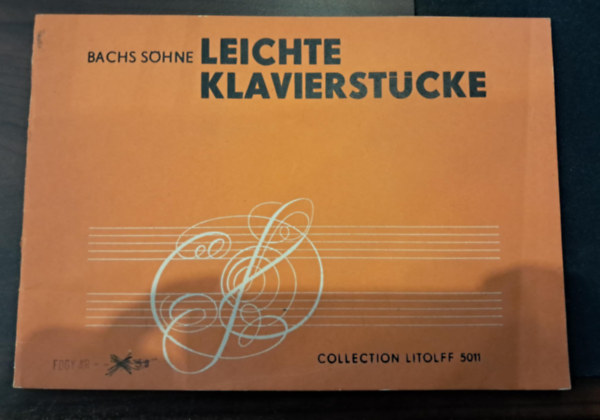 BACHS SÖHNE LEICHTE
KLAVIERSTÜCKE
COLLECTION LITOLFF 5011